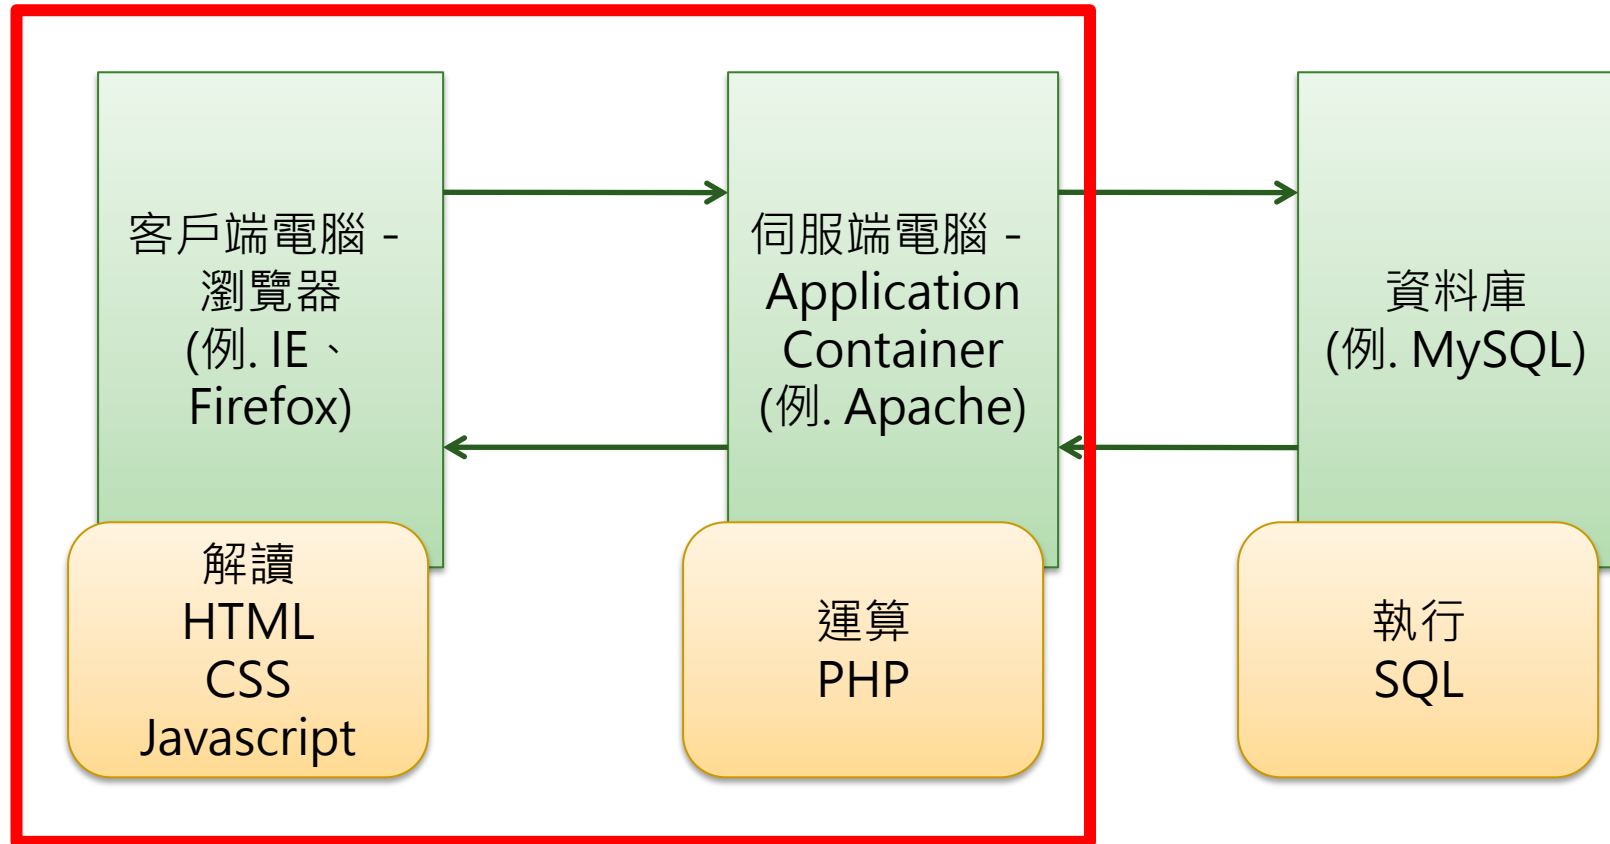 客戶端電腦 -
瀏覽器
(例. IE、
Firefox)
解讀
HTML
CSS
Javascript
伺服端電腦 -
Application
Container
(例. Apache)
運算
PHP
資料庫
(例. MySQL)
執行
SQL